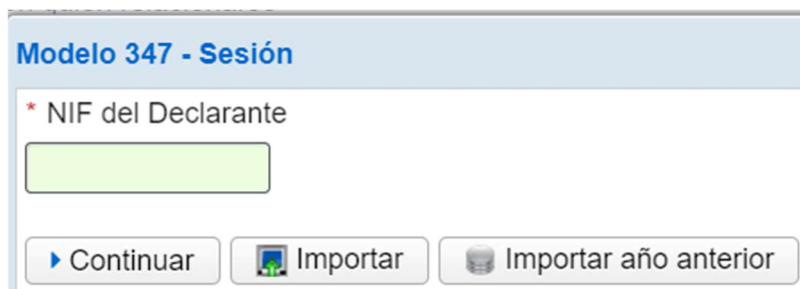 Modelo 347 - Sesión
* NIF del Declarante
Continuar Importar Importar año anterior